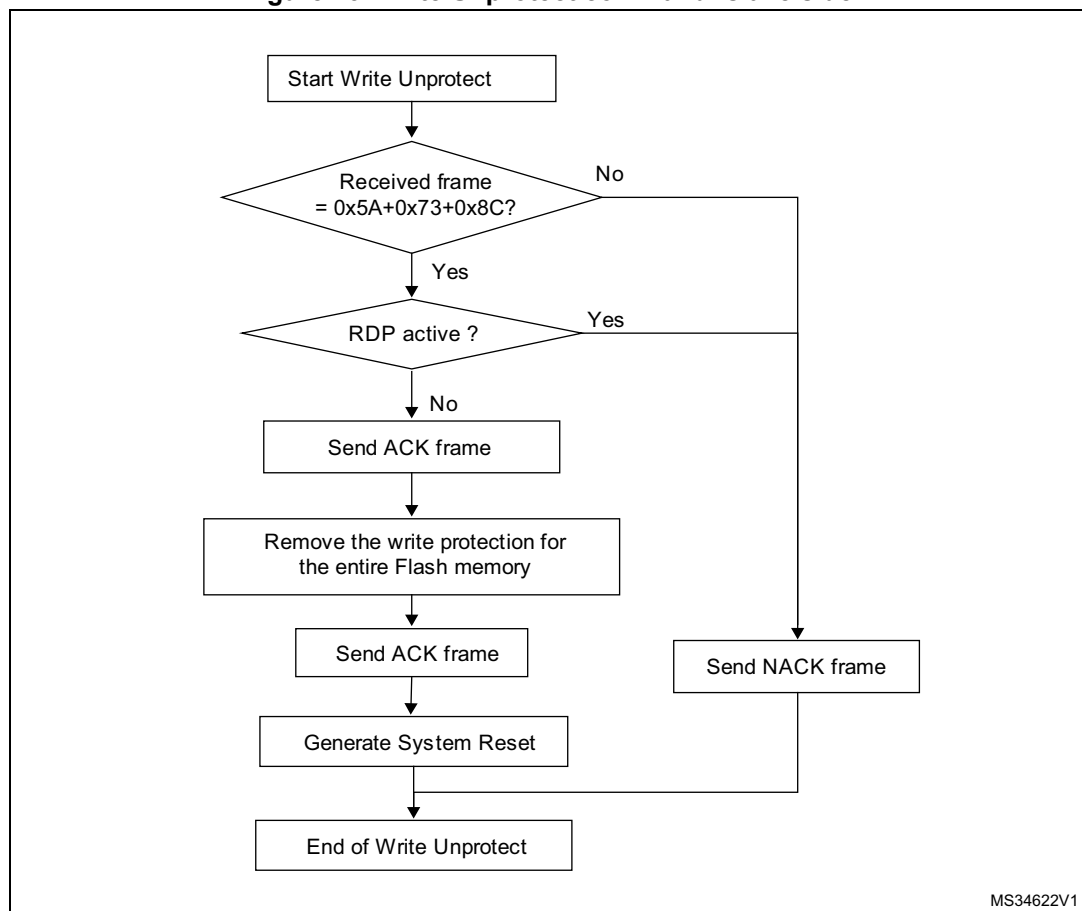 Start Write Unprotect
Received frame
= 0x5A+0x73+0x8C?
No
Yes
RDP active ?
Yes
No
Send ACK frame
Remove the write protection for
the entire Flash memory
Send ACK frame
Send NACK frame
Generate System Reset
End of Write Unprotect
MS34622V1